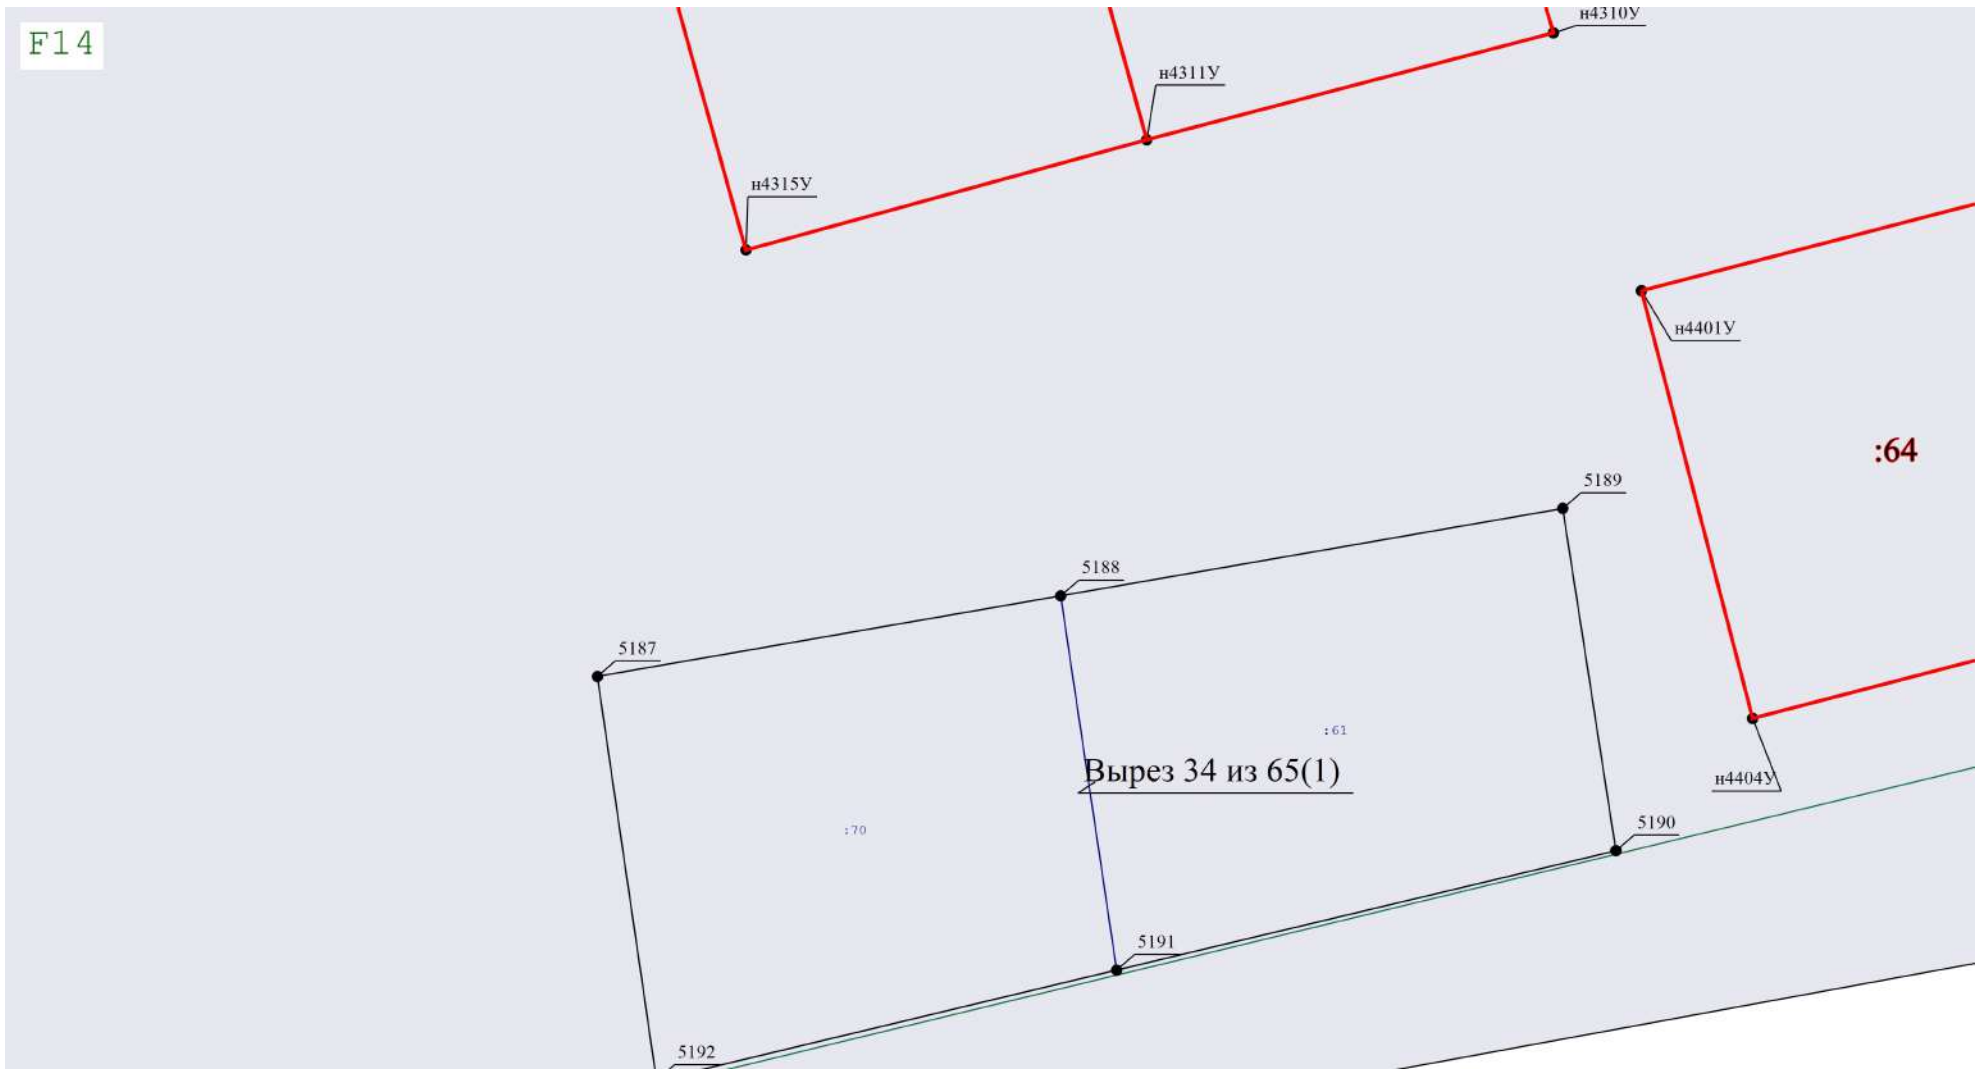 F14
н4310У
н4311У
н4315У
н4401У
:64
5189
5188
5187
:61
Вырез 34 из 65(1)
н4404У
:70
5190
5191
5192